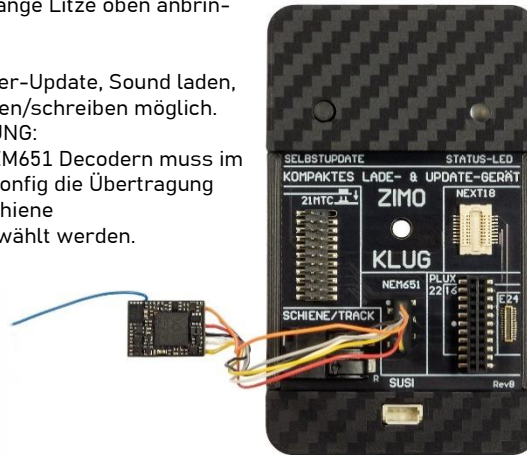 ange Litze oben anbrin-
er-Update, Sound laden,
en/schreiben möglich.
UNG:
EM651 Decodern muss im
onfig die Übertragung
hiene
wählt werden.
SELBSTUPDATE STATUS-LED
KOMPAKTES LADE- & UPDATE-GERÄT
21MTC ZIMO NEXT18
KLUG
NEM651 PLUX
22 16
E24
SCHIENE/TRACK
R
SUSI Rev8